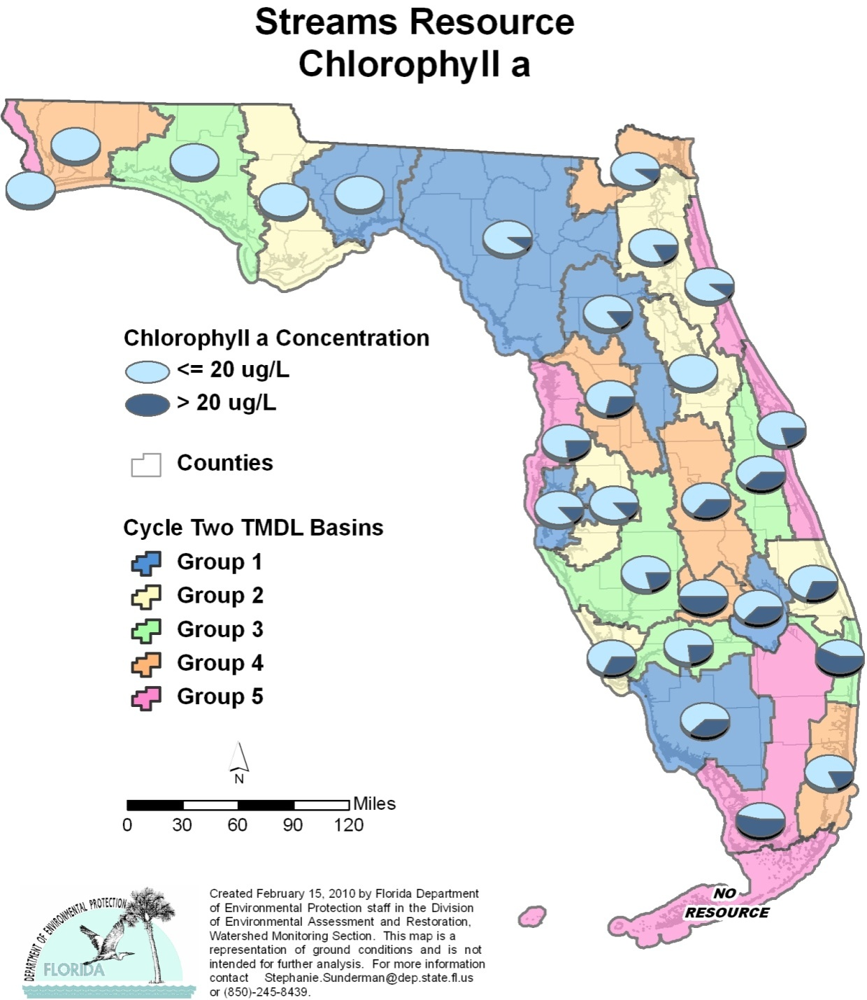 Streams Resource
Chlorophyll a
Chlorophyll a Concentration
<= 20 ug/L
> 20 ug/L
Counties
Cycle Two TMDL Basins
Group 1
Group 2
Group 3
Group 4
Group 5
N
Miles
0 30 60 90 120
NO
RESOURCE
DEPARTMENT OF ENVIRONMENTAL PROTECTION
FLORIDA
Created February 15, 2010 by Florida Department
of Environmental Protection staff in the Division
of Environmental Assessment and Restoration,
Watershed Monitoring Section. This map is a
representation of ground conditions and is not
intended for further analysis. For more information
contact Stephanie.Sunderman@dep.state.fl.us
or (850)-245-8439.